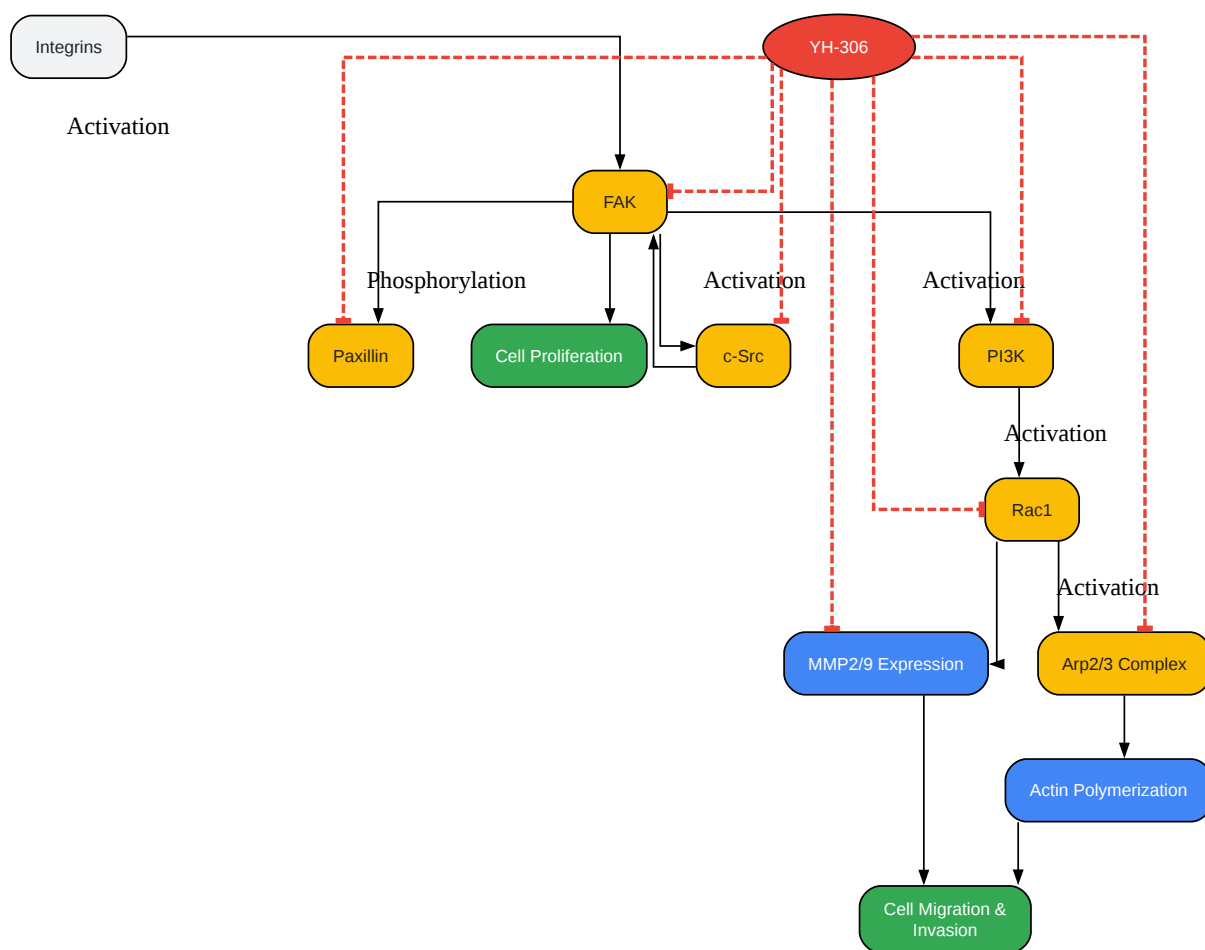 Integrins
YH-306
Activation
FAK
Phosphorylation
Activation
Activation
Paxillin
Cell Proliferation
c-Src
PI3K
Activation
Rac1
Activation
MMP2/9 Expression
Arp2/3 Complex
Actin Polymerization
Cell Migration &
Invasion